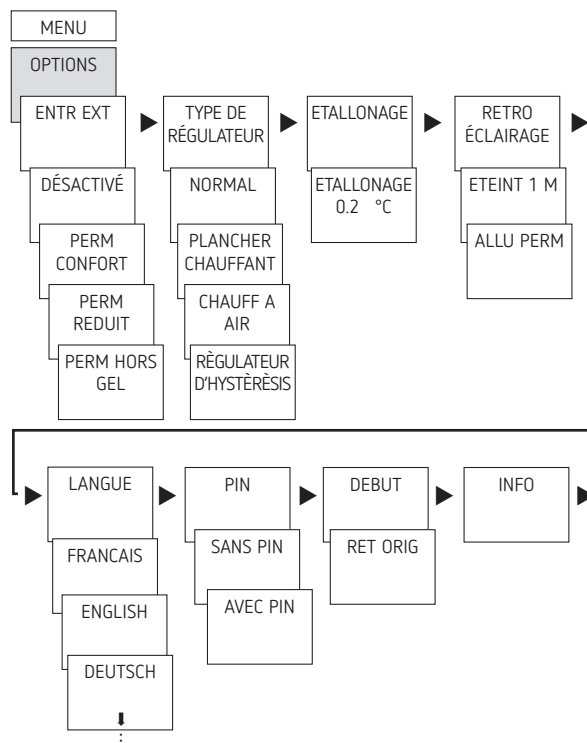 MENU
OPTIONS
ENTR EXT
DÉSACTIVÉ
PERM
CONFORT
PERM
REDUIT
PERM HORS
GEL
TYPE DE
RÉGULATEUR
NORMAL
PLANCHER
CHAUFFANT
CHAUFF A
AIR
RÈGULATEUR
D'HYSTÈRÈSIS
ETALLONAGE
ETALLONAGE
0.2 °C
RETRO
ÉCLAIRAGE
ETEINT 1 M
ALLU PERM
LANGUE
FRANCAIS
ENGLISH
DEUTSCH
PIN
SANS PIN
AVEC PIN
DEBUT
RET ORIG
INFO